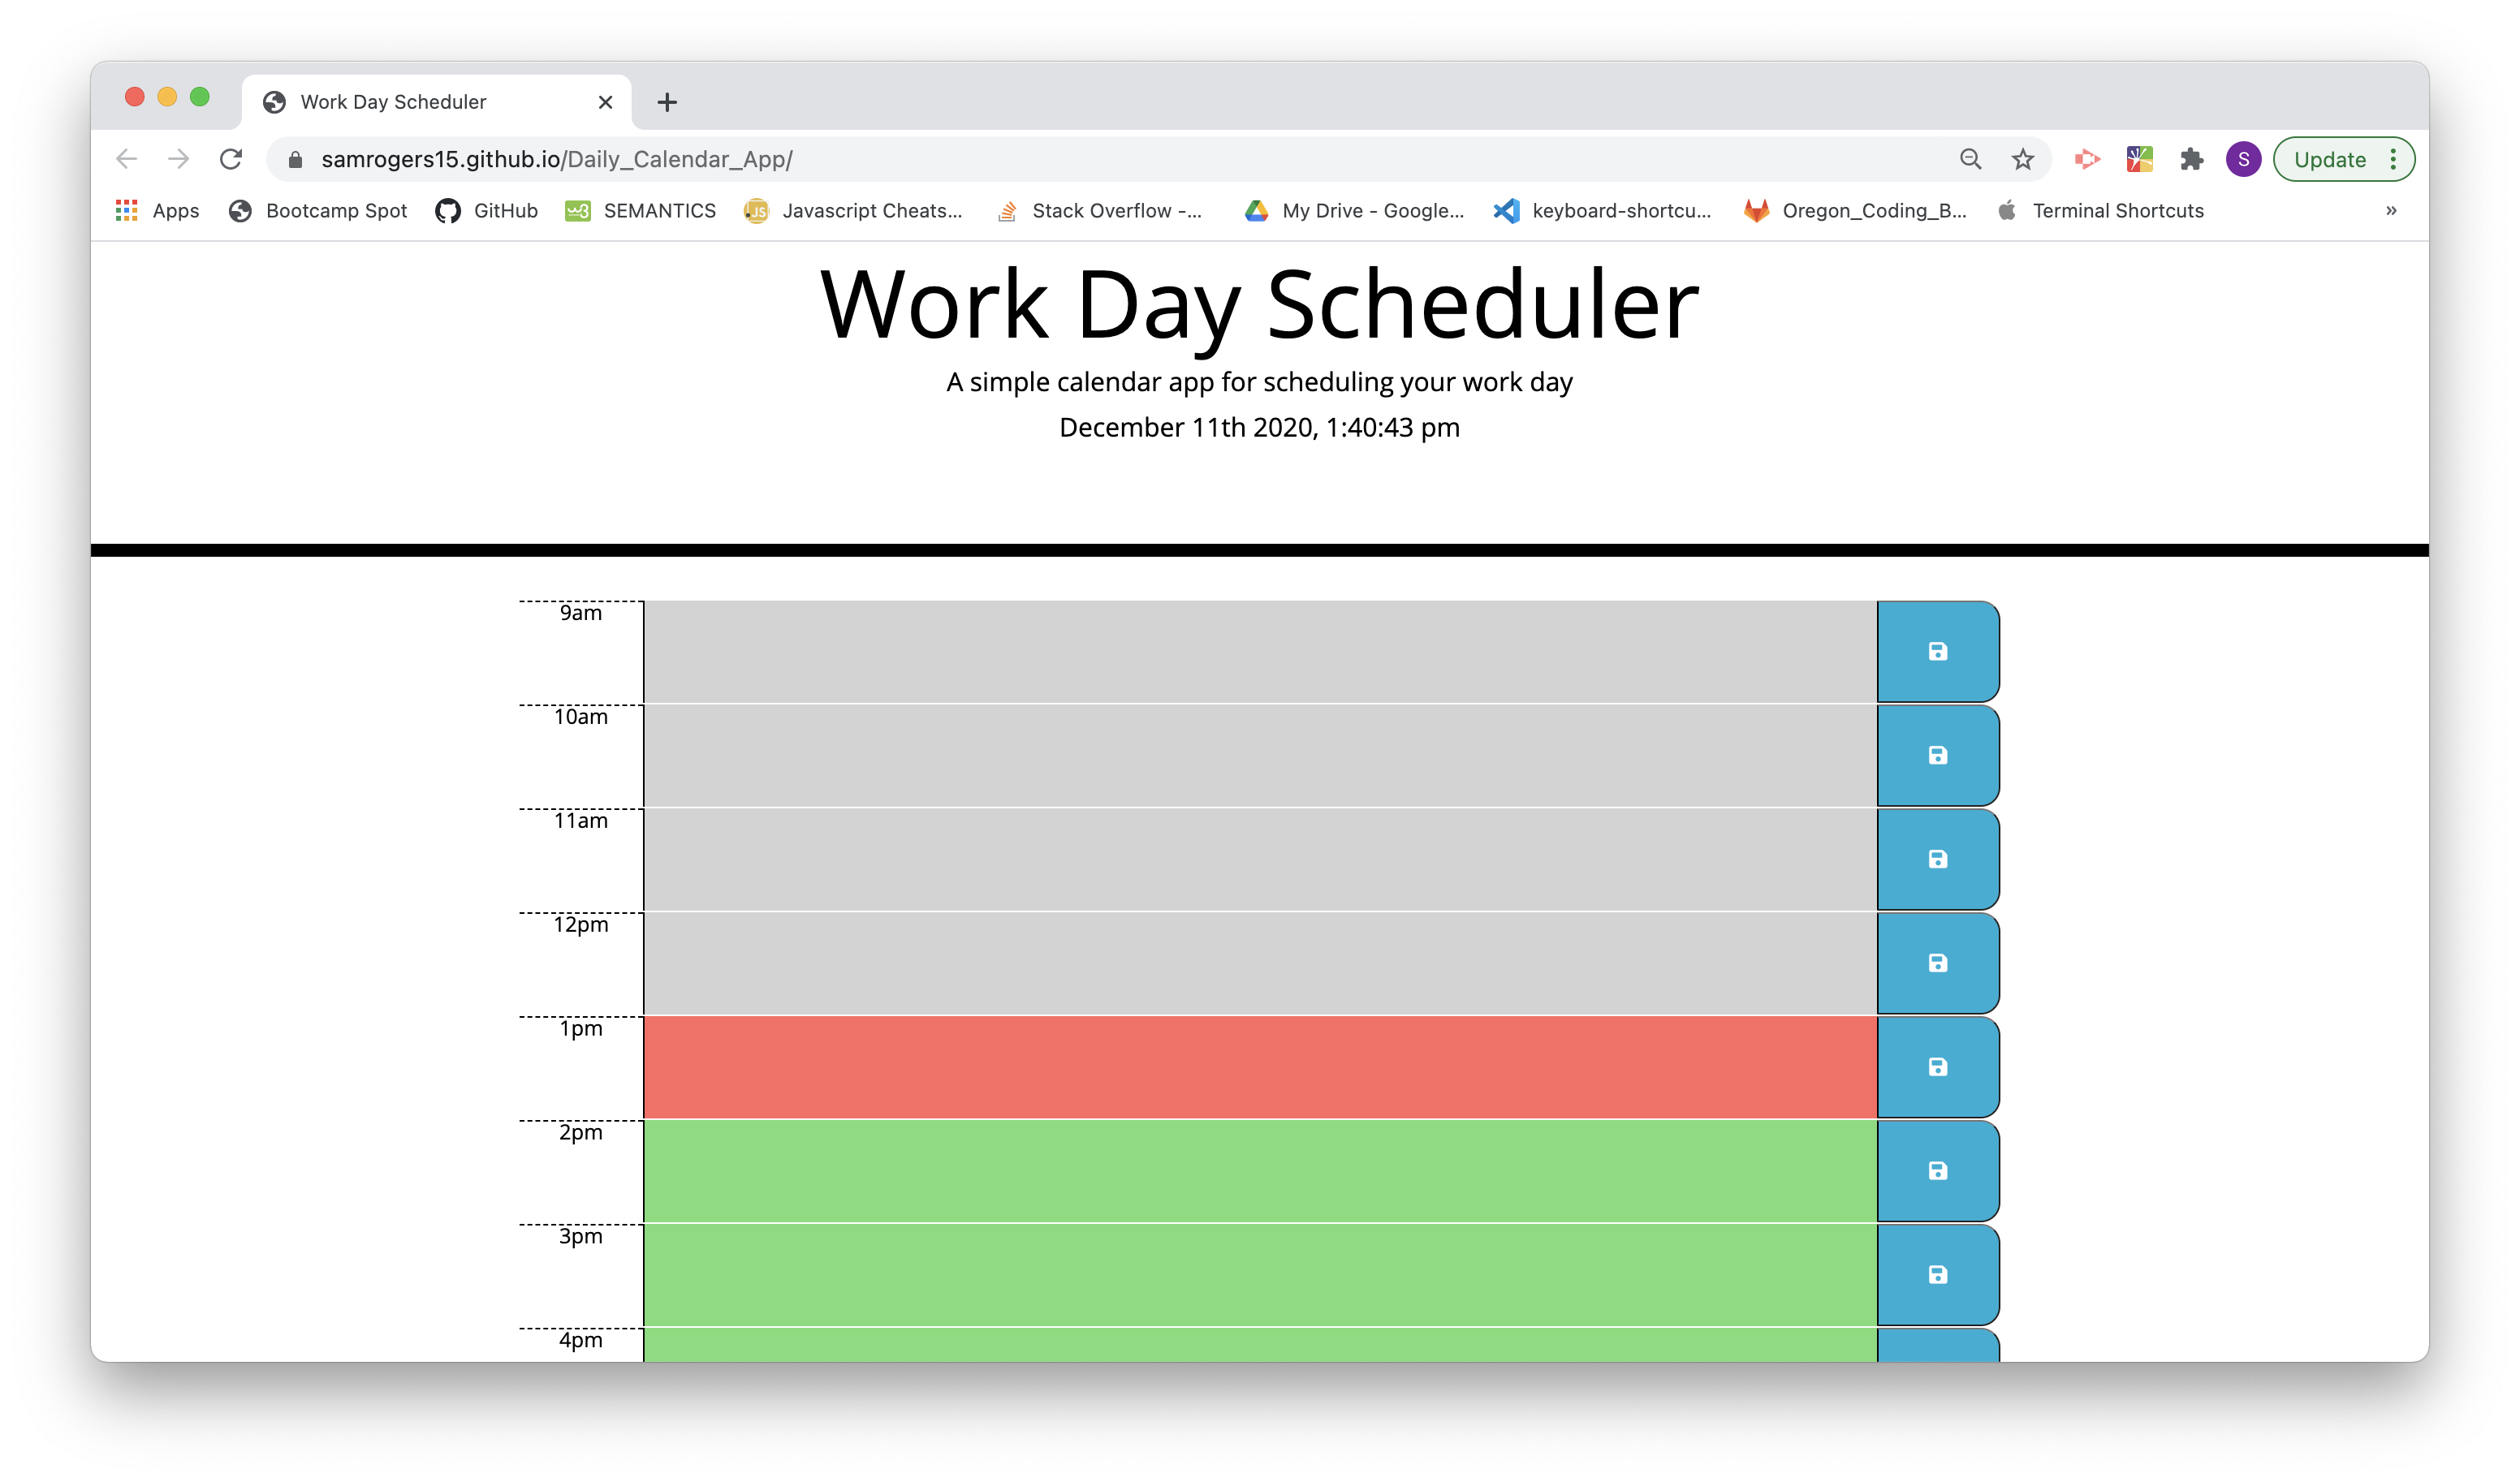 Work Day Scheduler
samrogers15.github.io/Daily_Calendar_App/
S
Update
Apps
Bootcamp Spot
GitHub
w3
SEMANTICS
JS
Javascript Cheats...
Stack Overflow -...
My Drive - Google...
keyboard-shortcu...
Oregon_Coding_B...
Terminal Shortcuts
»
Work Day Scheduler
A simple calendar app for scheduling your work day
December 11th 2020, 1:40:43 pm
9am
10am
11am
12pm
1pm
2pm
3pm
4pm